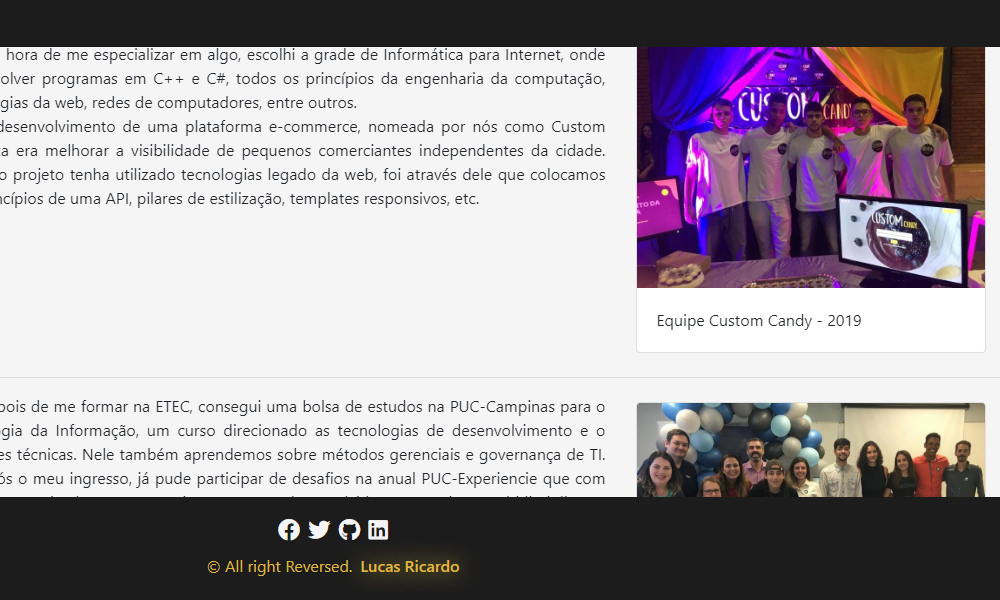 hora de me especializar em algo, escolhi a grade de Informática para Internet, onde
olver programas em C++ e C#, todos os princípios da engenharia da computação,
gias da web, redes de computadores, entre outros.
desenvolvimento de uma plataforma e-commerce, nomeada por nós como Custom
ta era melhorar a visibilidade de pequenos comerciantes independentes da cidade.
o projeto tenha utilizado tecnologias legado da web, foi através dele que colocamos
ncípios de uma API, pilares de estilização, templates responsivos, etc.
CUSTOM CANDY
CUSTOM CANDY
Equipe Custom Candy - 2019
pois de me formar na ETEC, consegui uma bolsa de estudos na PUC-Campinas para o
gia da Informação, um curso direcionado as tecnologias de desenvolvimento e o
es técnicas. Nele também aprendemos sobre métodos gerenciais e governança de TI.
ós o meu ingresso, já pude participar de desafios na anual PUC-Experiencie que com
© All right Reversed. Lucas Ricardo